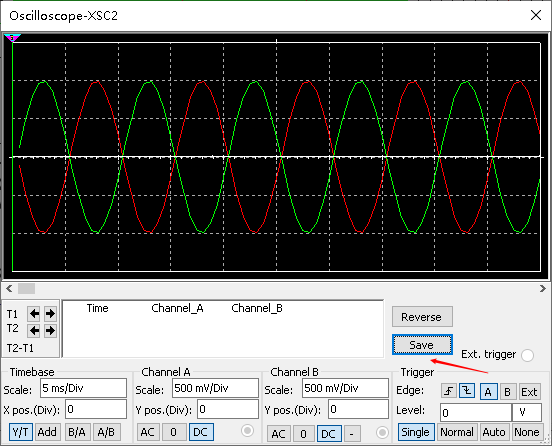 Oscilloscope-XSC2
T1
T2
T2-T1
Time Channel_A Channel_B
Reverse
Save
Ext. trigger
Timebase
Scale: 5 ms/Div
X pos.(Div): 0
Y/T Add B/A A/B
Channel A
Scale: 500 mV/Div
Y pos.(Div): 0
AC 0 DC
Channel B
Scale: 500 mV/Div
Y pos.(Div): 0
AC 0 DC -
Trigger
Edge: A B Ext
Level: 0 V
Single Normal Auto None